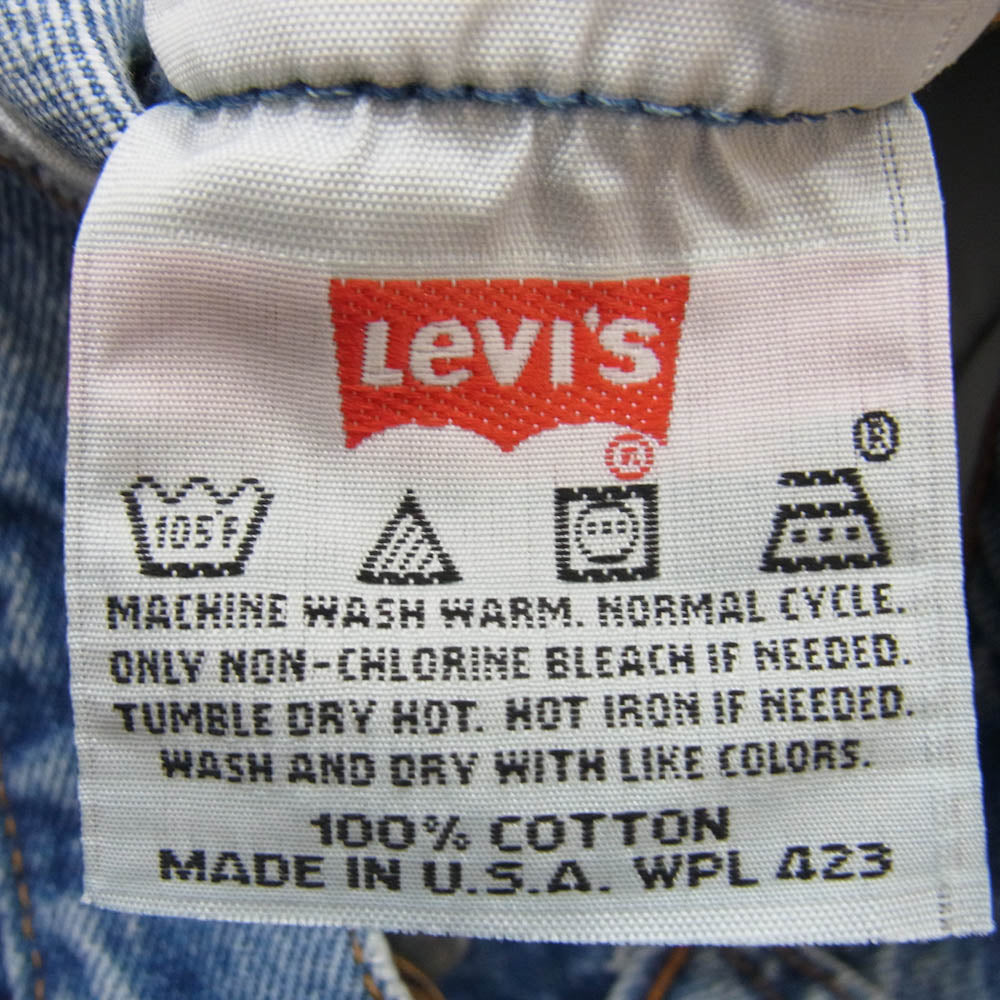 Levi's
®
®
105°F
MACHINE WASH WARM. NORMAL CYCLE.
ONLY NON-CHLORINE BLEACH IF NEEDED.
TUMBLE DRY HOT. HOT IRON IF NEEDED.
WASH AND DRY WITH LIKE COLORS.
100% COTTON
MADE IN U.S.A. WPL 423